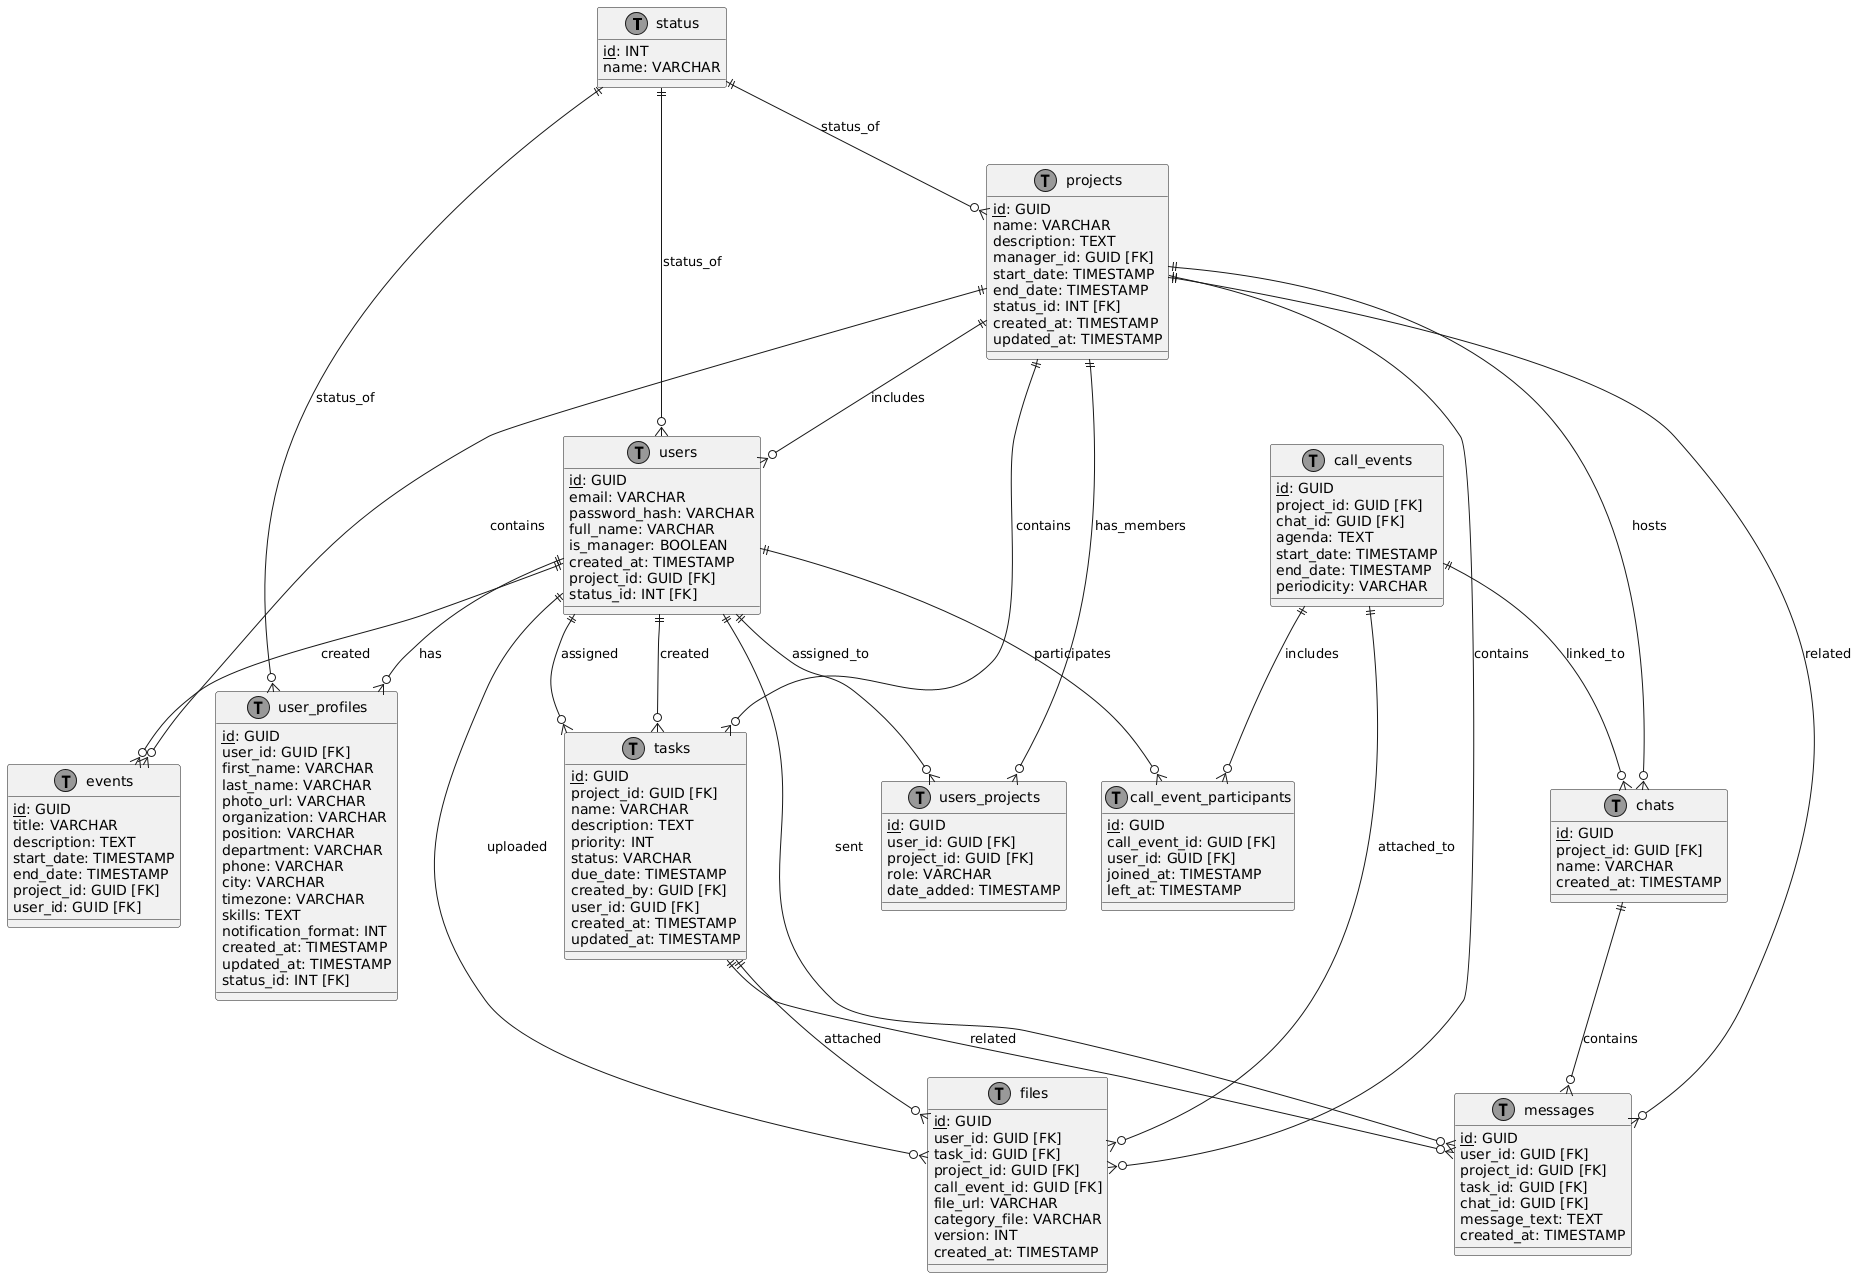 T status
id: INT
name: VARCHAR
status_of
T projects
id: GUID
name: VARCHAR
description: TEXT
manager_id: GUID [FK]
start_date: TIMESTAMP
end_date: TIMESTAMP
status_id: INT [FK]
created_at: TIMESTAMP
updated_at: TIMESTAMP
status_of
status_of
includes
T users
id: GUID
email: VARCHAR
password_hash: VARCHAR
full_name: VARCHAR
is_manager: BOOLEAN
created_at: TIMESTAMP
project_id: GUID [FK]
status_id: INT [FK]
T call_events
id: GUID
project_id: GUID [FK]
chat_id: GUID [FK]
agenda: TEXT
start_date: TIMESTAMP
end_date: TIMESTAMP
periodicity: VARCHAR
contains
contains
has_members
hosts
created
has
assigned
created
assigned_to
participates
includes
linked_to
contains
related
T events
id: GUID
title: VARCHAR
description: TEXT
start_date: TIMESTAMP
end_date: TIMESTAMP
project_id: GUID [FK]
user_id: GUID [FK]
T user_profiles
id: GUID
user_id: GUID [FK]
first_name: VARCHAR
last_name: VARCHAR
photo_url: VARCHAR
organization: VARCHAR
position: VARCHAR
department: VARCHAR
phone: VARCHAR
city: VARCHAR
timezone: VARCHAR
skills: TEXT
notification_format: INT
created_at: TIMESTAMP
updated_at: TIMESTAMP
status_id: INT [FK]
T tasks
id: GUID
project_id: GUID [FK]
name: VARCHAR
description: TEXT
priority: INT
status: VARCHAR
due_date: TIMESTAMP
created_by: GUID [FK]
user_id: GUID [FK]
created_at: TIMESTAMP
updated_at: TIMESTAMP
T users_projects
id: GUID
user_id: GUID [FK]
project_id: GUID [FK]
role: VARCHAR
date_added: TIMESTAMP
T call_event_participants
id: GUID
call_event_id: GUID [FK]
user_id: GUID [FK]
joined_at: TIMESTAMP
left_at: TIMESTAMP
T chats
id: GUID
project_id: GUID [FK]
name: VARCHAR
created_at: TIMESTAMP
uploaded
sent
attached_to
attached
related
contains
T files
id: GUID
user_id: GUID [FK]
task_id: GUID [FK]
project_id: GUID [FK]
call_event_id: GUID [FK]
file_url: VARCHAR
category_file: VARCHAR
version: INT
created_at: TIMESTAMP
T messages
id: GUID
user_id: GUID [FK]
project_id: GUID [FK]
task_id: GUID [FK]
chat_id: GUID [FK]
message_text: TEXT
created_at: TIMESTAMP